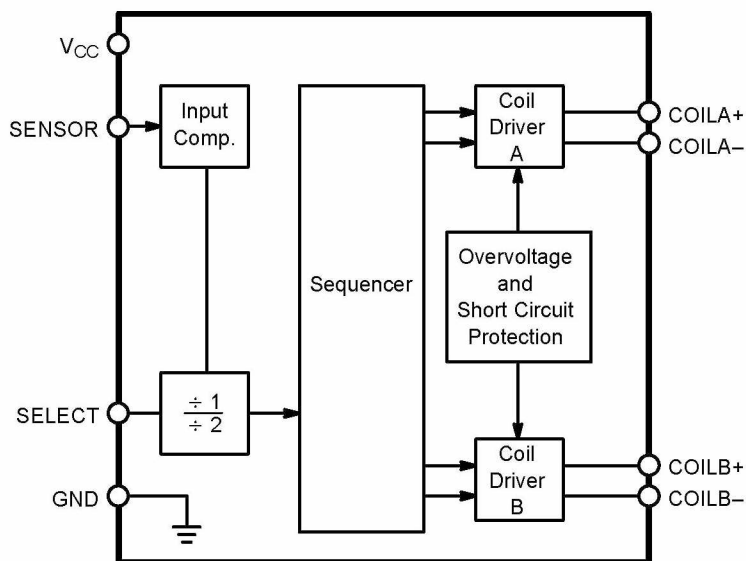 VCC
SENSOR
SELECT
GND
Input
Comp.
÷ 1
÷ 2
Sequencer
Coil
Driver
A
Overvoltage
and
Short Circuit
Protection
Coil
Driver
B
COILA+
COILA–
COILB+
COILB–